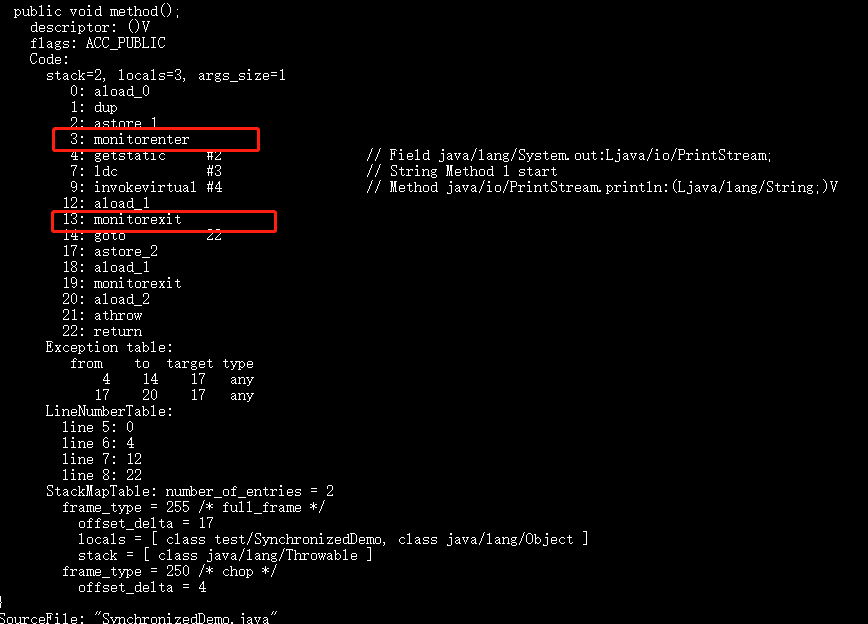 public void method();
descriptor: ()V
flags: ACC_PUBLIC
Code:
stack=2, locals=3, args_size=1
0: aload_0
1: dup
2: astore_1
3: monitorenter
4: getstatic #2 // Field java/lang/System.out:Ljava/io/PrintStream;
7: ldc #3 // String Method 1 start
9: invokevirtual #4 // Method java/io/PrintStream.println:(Ljava/lang/String;)V
12: aload_1
13: monitorexit
14: goto 22
17: astore_2
18: aload_1
19: monitorexit
20: aload_2
21: athrow
22: return
Exception table:
from to target type
4 14 17 any
17 20 17 any
LineNumberTable:
line 5: 0
line 6: 4
line 7: 12
line 8: 22
StackMapTable: number_of_entries = 2
frame_type = 255 /* full_frame */
offset_delta = 17
locals = [ class test/SynchronizedDemo, class java/lang/Object ]
stack = [ class java/lang/Throwable ]
frame_type = 250 /* chop */
offset_delta = 4
}
SourceFile: "SynchronizedDemo.java"